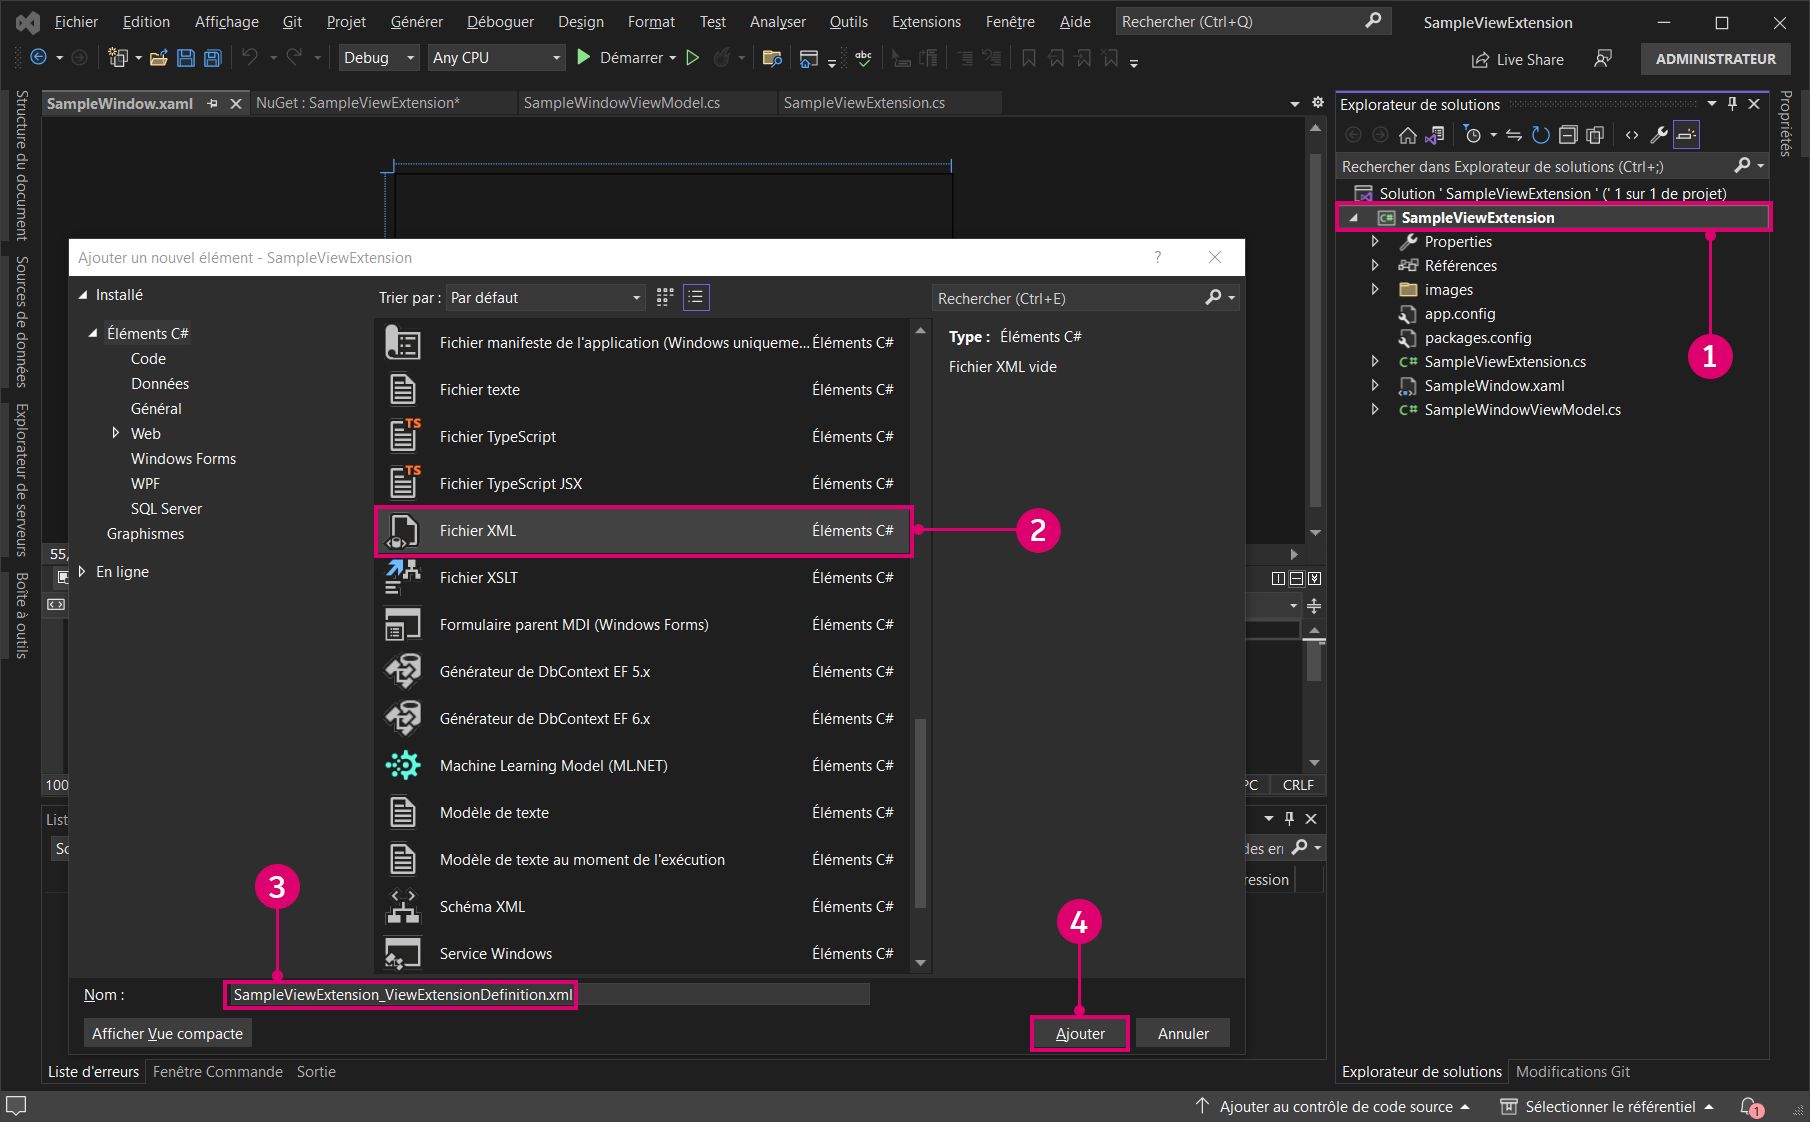 Fichier Edition Affichage Git Projet Générer Déboguer Design Format Test Analyser Outils Extensions Fenêtre Aide Rechercher (Ctrl+Q) SampleViewExtension
Debug Any CPU Démarrer abc Live Share ADMINISTRATEUR
SampleWindow.xaml NuGet : SampleViewExtension* SampleWindowViewModel.cs SampleViewExtension.cs
Structure du document
Sources de données
Explorateur de serveurs
Boîte à outils
Ajouter un nouvel élément - SampleViewExtension ?
Installé
Éléments C#
Code
Données
Général
Web
Windows Forms
WPF
SQL Server
Graphismes
En ligne
Trier par : Par défaut
Rechercher (Ctrl+E)
Fichier manifeste de l'application (Windows uniqueme... Éléments C#
Fichier texte Éléments C#
TS Fichier TypeScript Éléments C#
TS Fichier TypeScript JSX Éléments C#
Fichier XML Éléments C#
2
Fichier XSLT Éléments C#
Formulaire parent MDI (Windows Forms) Éléments C#
Générateur de DbContext EF 5.x Éléments C#
Générateur de DbContext EF 6.x Éléments C#
Machine Learning Model (ML.NET) Éléments C#
Modèle de texte Éléments C#
Modèle de texte au moment de l'exécution Éléments C#
Schéma XML Éléments C#
Service Windows Éléments C#
Type : Éléments C#
Fichier XML vide
3
4
Nom : SampleViewExtension_ViewExtensionDefinition.xml
Afficher Vue compacte Ajouter Annuler
55,
100
PC CRLF
List
So
des err
ression
Liste d'erreurs Fenêtre Commande Sortie
Explorateur de solutions
Rechercher dans Explorateur de solutions (Ctrl+;)
Solution ' SampleViewExtension ' (' 1 sur 1 de projet)
C# SampleViewExtension
Properties
Références
images
app.config
packages.config
C# SampleViewExtension.cs
SampleWindow.xaml
C# SampleWindowViewModel.cs
1
Propriétés
Explorateur de solutions Modifications Git
Ajouter au contrôle de code source Sélectionner le référentiel 1